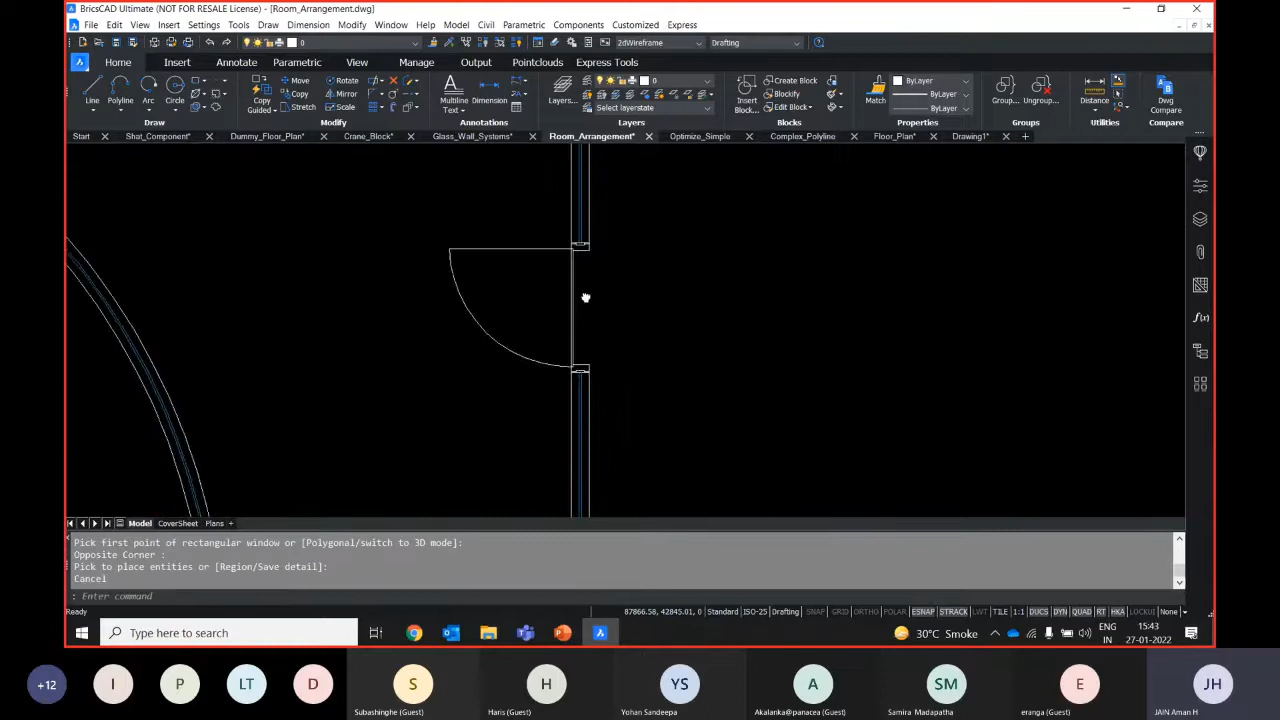 BricsCAD Ultimate (NOT FOR RESALE License) - [Room_Arrangement.dwg]
File Edit View Insert Settings Tools Draw Dimension Modify Window Help Model Civil Parametric Components Customized Express
0 2dWireframe Drafting
Home Insert Annotate Parametric View Manage Output Pointclouds Express Tools
Line Polyline Arc Circle Copy Guided Move Rotate Copy Mirror Stretch Scale Multiline Text Dimension Layers... 0 Select layerstate Insert Block... Create Block Blockify Edit Block Match ByLayer ByLayer ByLayer Group... Ungroup... Distance Dwg Compare
Draw Modify Annotations Layers Blocks Properties Groups Utilities Compare
Start Shat_Component* Dummy_Floor_Plan* Crane_Block* Glass_Wall_Systems* Room_Arrangement* Optimize_Simple Complex_Polyline Floor_Plan* Drawing1*
Model CoverSheet Plans
Pick first point of rectangular window or [Polygonal/switch to 3D mode]:
Opposite Corner :
Pick to place entities or [Region/Save detail]:
Cancel
: Enter command
Ready 87866.58, 42845.01, 0 Standard ISO-25 Drafting SNAP GRID ORTHO POLAR ESNAP STRACK LWT TILE 1:1 DUCS DYN QUAD RT HKA LOCKUI None
Type here to search 30°C Smoke ENG IN 15:43 27-01-2022
+12 I P LT D S H YS A SM E JH
Subashinghe (Guest) Haris (Guest) Yohan Sandeepa Akalanka@panacea (Guest) Samira Madapatha eranga (Guest) JAIN Aman H